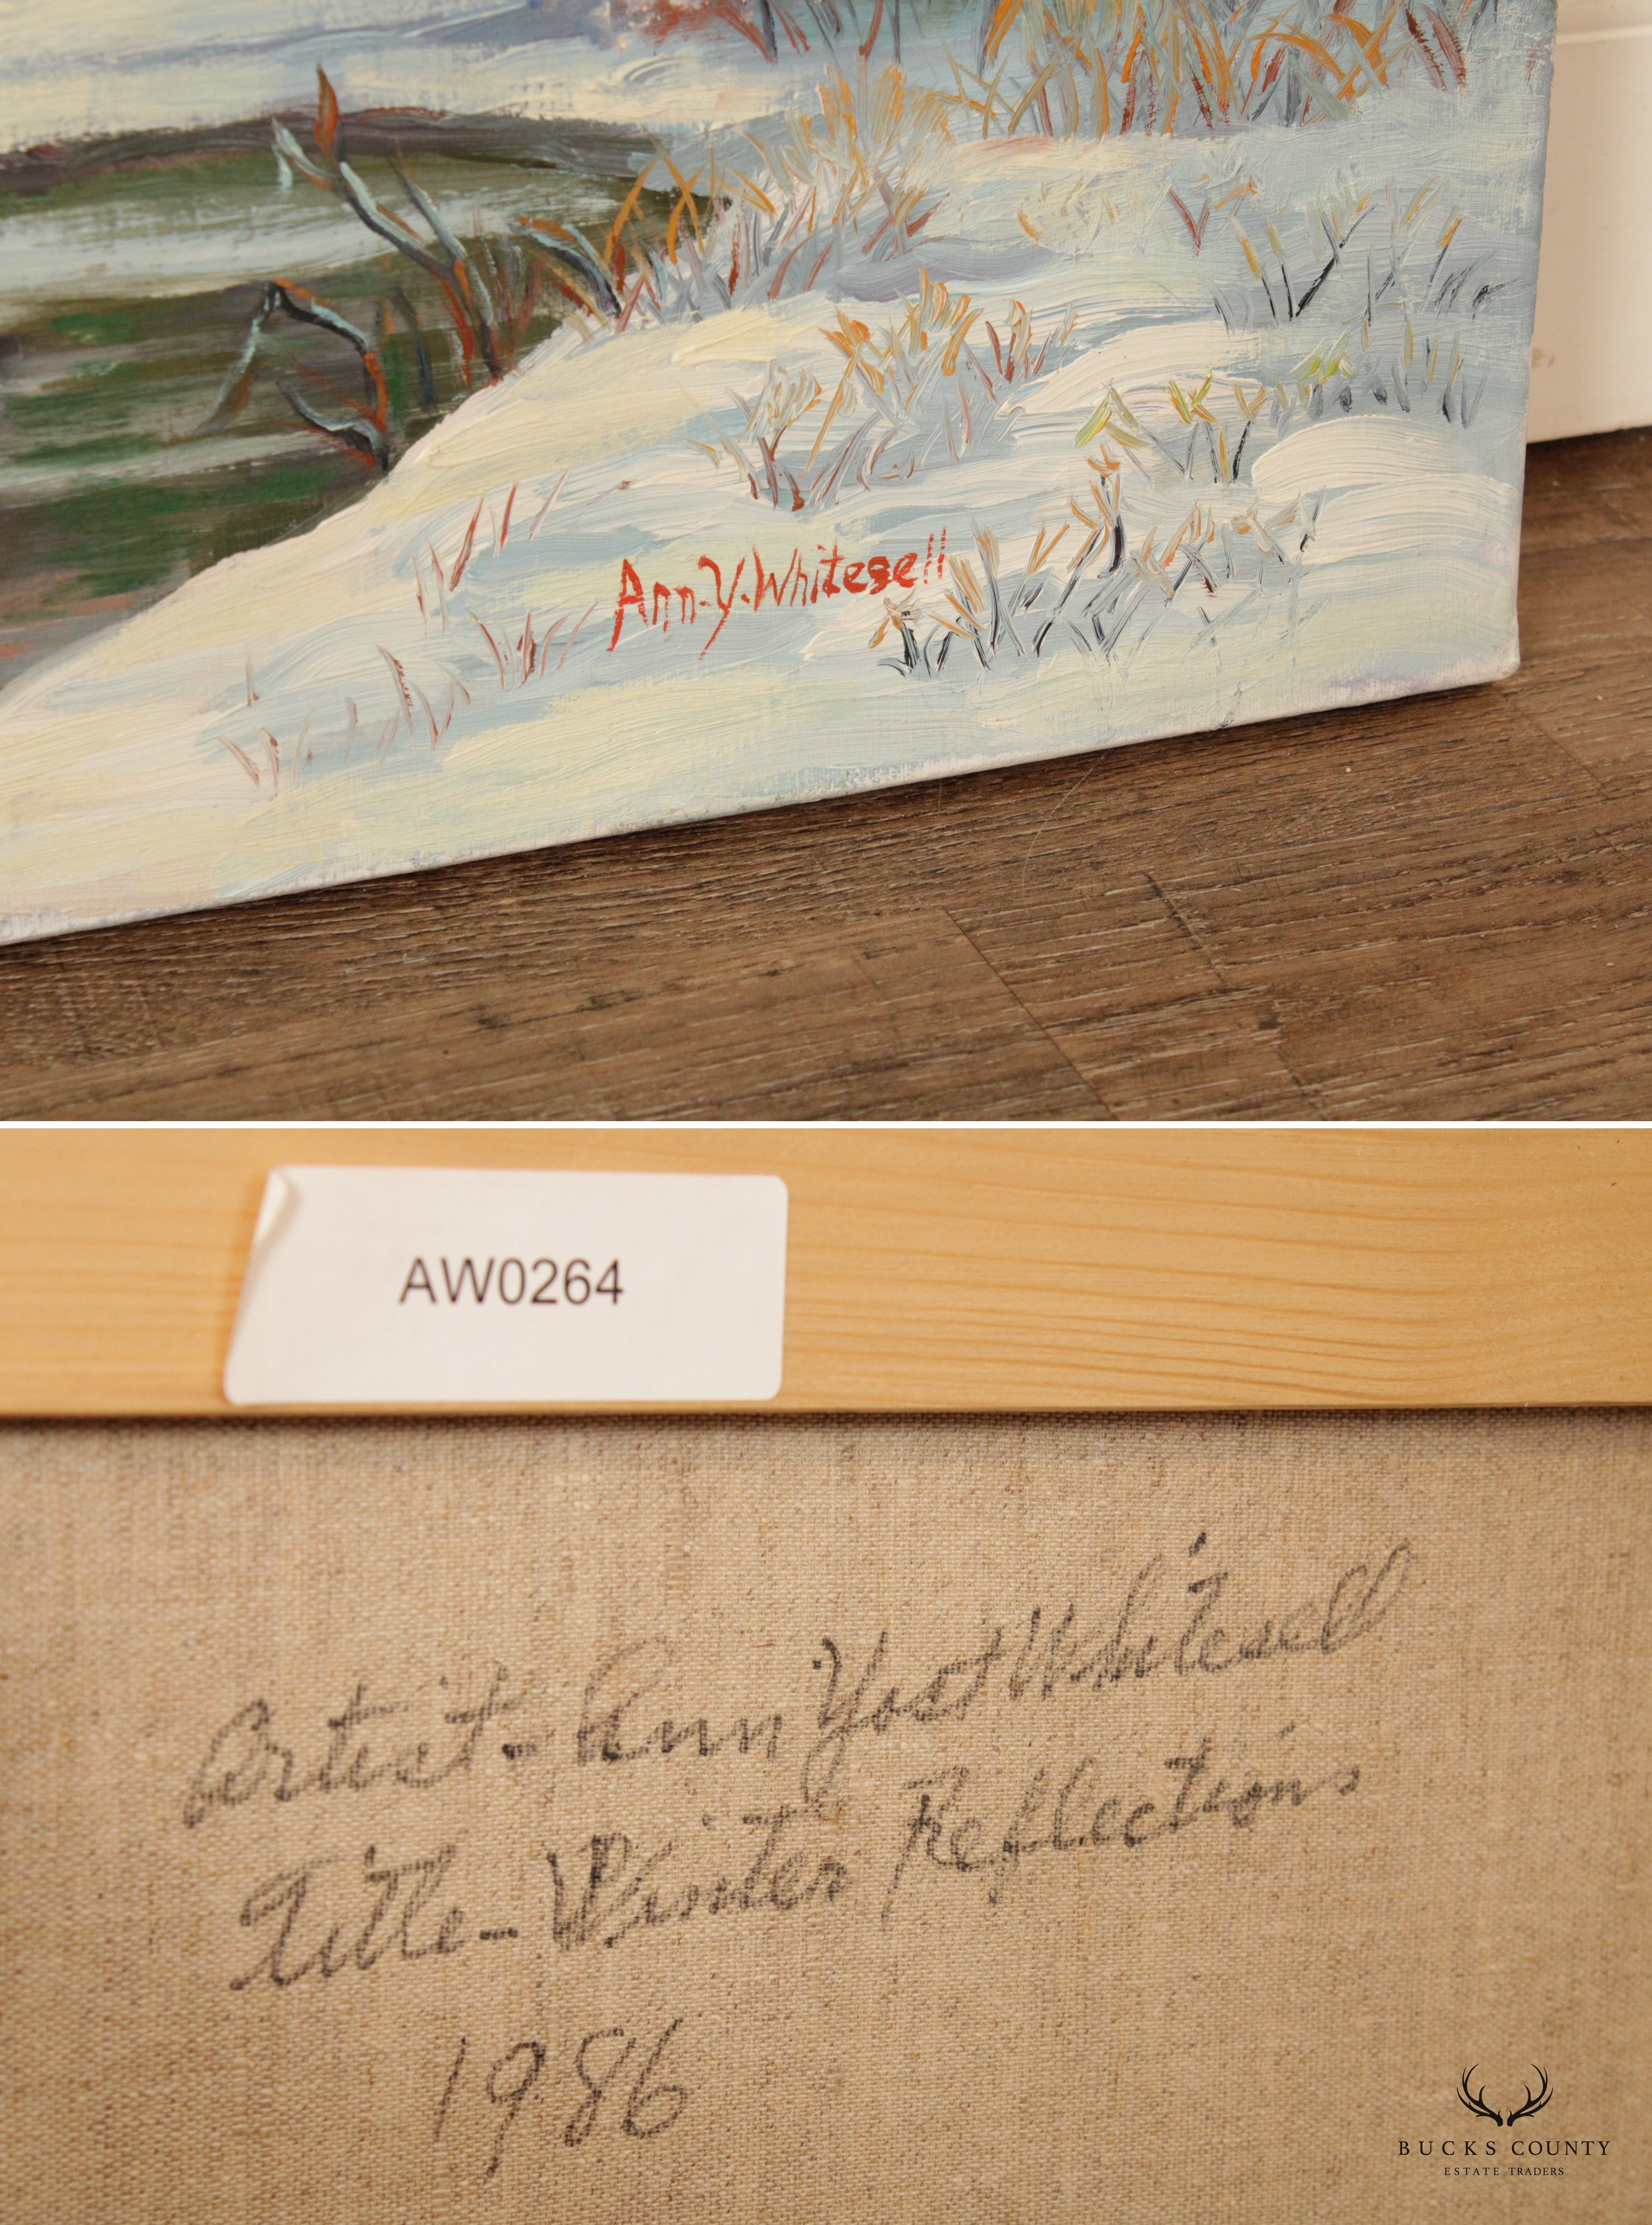 Ann.Y.Whitesell
AW0264
Artist- Ann Yost Whitesell
Title- Winter Reflections
1986
BUCKS COUNTY
ESTATE TRADERS